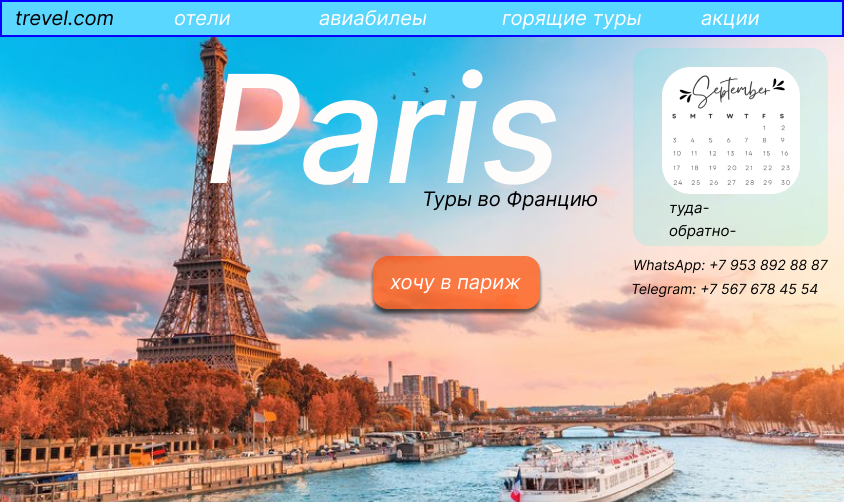 trevel.com отели авиабилеы горящие туры акции
Paris
Туры во Францию
хочу в париж
September
S M T W T F S
1 2
3 4 5 6 7 8 9
10 11 12 13 14 15 16
17 18 19 20 21 22 23
24 25 26 27 28 29 30
туда-
обратно-
WhatsApp: +7 953 892 88 87
Telegram: +7 567 678 45 54